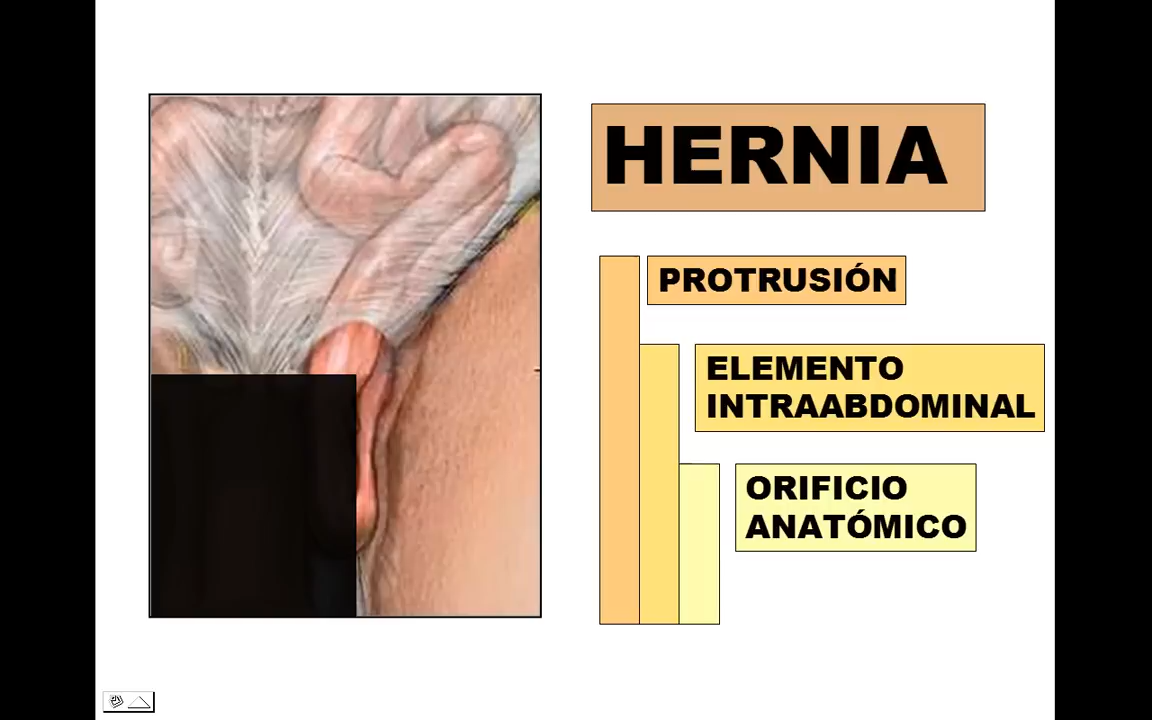 HERNIA
PROTRUSIÓN
ELEMENTO
INTRAABDOMINAL
ORIFICIO
ANATÓMICO